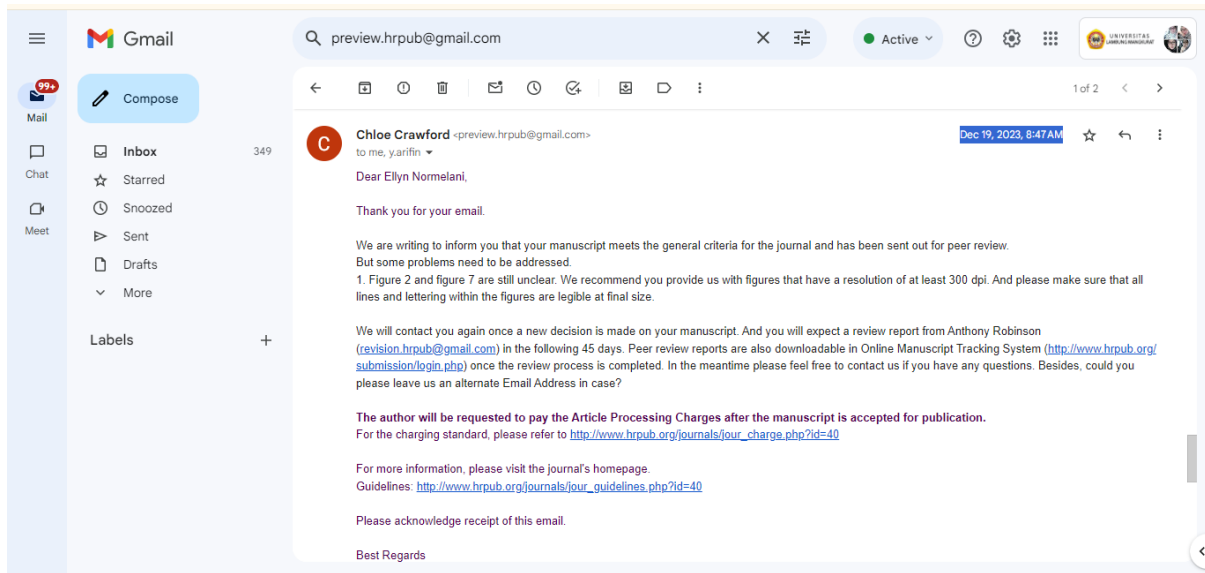 Gmail
preview.hrpub@gmail.com
Active
UNIVERSITAS
LAMBUNG MANGKURAT
99+
Mail
Chat
Meet
Compose
Inbox 349
Starred
Snoozed
Sent
Drafts
More
Labels
1 of 2
C
Chloe Crawford <preview.hrpub@gmail.com>
Dec 19, 2023, 8:47 AM
to me, y.arifin
Dear Ellyn Normelani,
Thank you for your email.
We are writing to inform you that your manuscript meets the general criteria for the journal and has been sent out for peer review.
But some problems need to be addressed.
1. Figure 2 and figure 7 are still unclear. We recommend you provide us with figures that have a resolution of at least 300 dpi. And please make sure that all
lines and lettering within the figures are legible at final size.
We will contact you again once a new decision is made on your manuscript. And you will expect a review report from Anthony Robinson
(revision.hrpub@gmail.com) in the following 45 days. Peer review reports are also downloadable in Online Manuscript Tracking System (http://www.hrpub.org/
submission/login.php) once the review process is completed. In the meantime please feel free to contact us if you have any questions. Besides, could you
please leave us an alternate Email Address in case?
The author will be requested to pay the Article Processing Charges after the manuscript is accepted for publication.
For the charging standard, please refer to http://www.hrpub.org/journals/jour_charge.php?id=40
For more information, please visit the journal's homepage.
Guidelines: http://www.hrpub.org/journals/jour_guidelines.php?id=40
Please acknowledge receipt of this email.
Best Regards